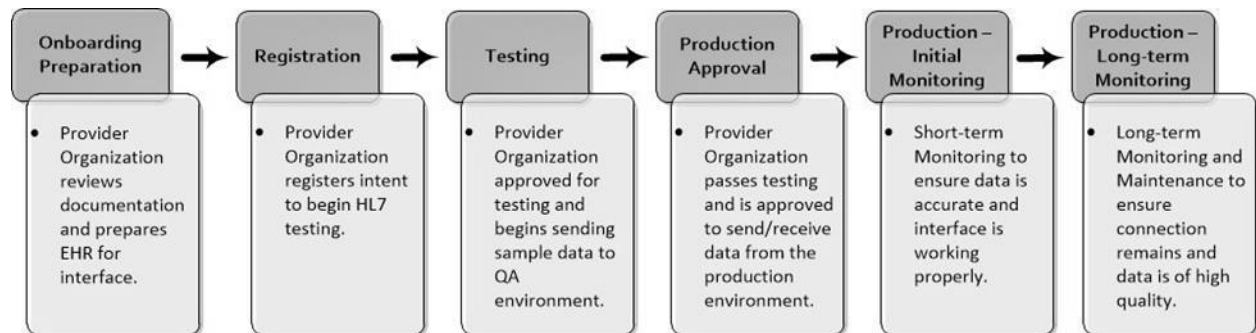 Onboarding
Preparation
• Provider
Organization
reviews
documentation
and prepares
EHR for
interface.
Registration
• Provider
Organization
registers intent
to begin HL7
testing.
Testing
• Provider
Organization
approved for
testing and
begins sending
sample data to
QA
environment.
Production
Approval
• Provider
Organization
passes testing
and is approved
to send/receive
data from the
production
environment.
Production –
Initial
Monitoring
• Short-term
Monitoring to
ensure data is
accurate and
interface is
working
properly.
Production –
Long-term
Monitoring
• Long-term
Monitoring and
Maintenance to
ensure
connection
remains and
data is of high
quality.